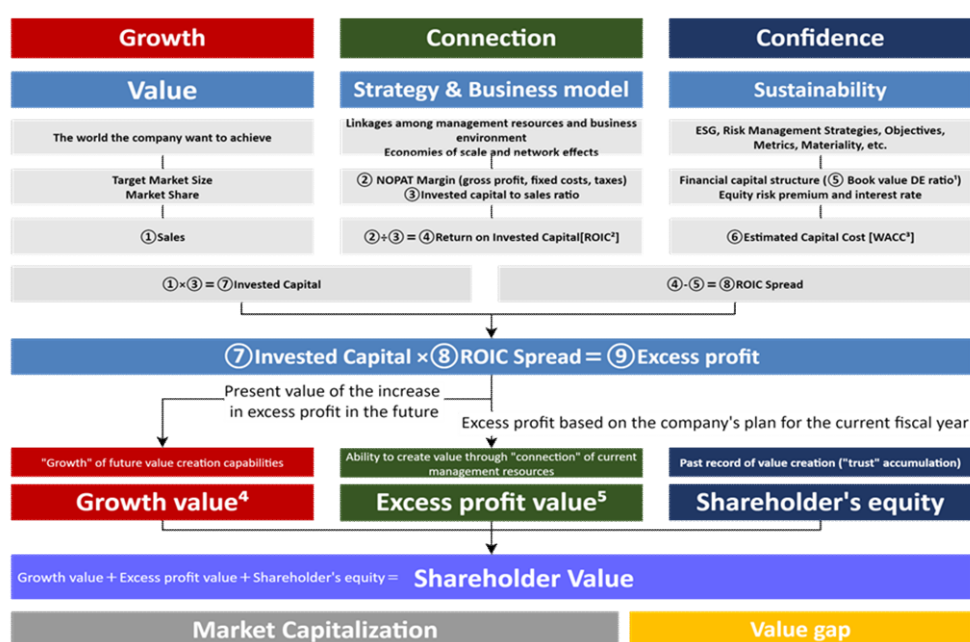 Growth
Connection
Confidence
Value
Strategy & Business model
Sustainability
The world the company want to achieve
Linkages among management resources and business
environment
Economies of scale and network effects
ESG, Risk Management Strategies, Objectives,
Metrics, Materiality, etc.
Target Market Size
Market Share
② NOPAT Margin (gross profit, fixed costs, taxes)
③Invested capital to sales ratio
Financial capital structure (⑤ Book value DE ratio¹)
Equity risk premium and interest rate
①Sales
②÷③ = ④Return on Invested Capital[ROIC²]
⑥Estimated Capital Cost [WACC³]
①×③ = ⑦Invested Capital
④-⑤ = ⑧ROIC Spread
⑦Invested Capital ×⑧ROIC Spread = ⑨Excess profit
Present value of the increase
in excess profit in the future
Excess profit based on the company's plan for the current fiscal year
"Growth" of future value creation capabilities
Ability to create value through "connection" of current
management resources
Past record of value creation ("trust" accumulation)
Growth value⁴
Excess profit value⁵
Shareholder's equity
Growth value+Excess profit value+Shareholder's equity= Shareholder Value
Market Capitalization
Value gap